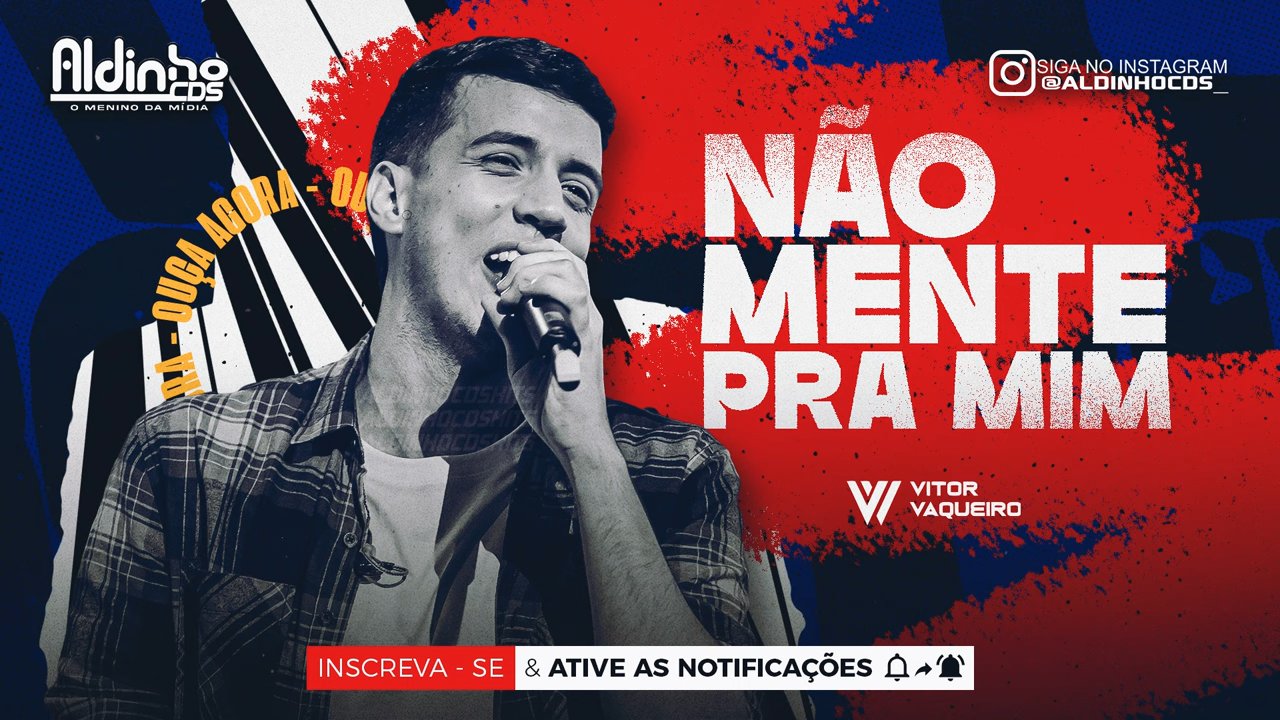 Aldinho
CDS
O MENINO DA MÍDIA
SIGA NO INSTAGRAM
@ALDINHOCDS_
RA - OUÇA AGORA - OU
NÃO
MENTE
PRA MIM
VITOR
VAQUEIRO
INSCREVA - SE & ATIVE AS NOTIFICAÇÕES